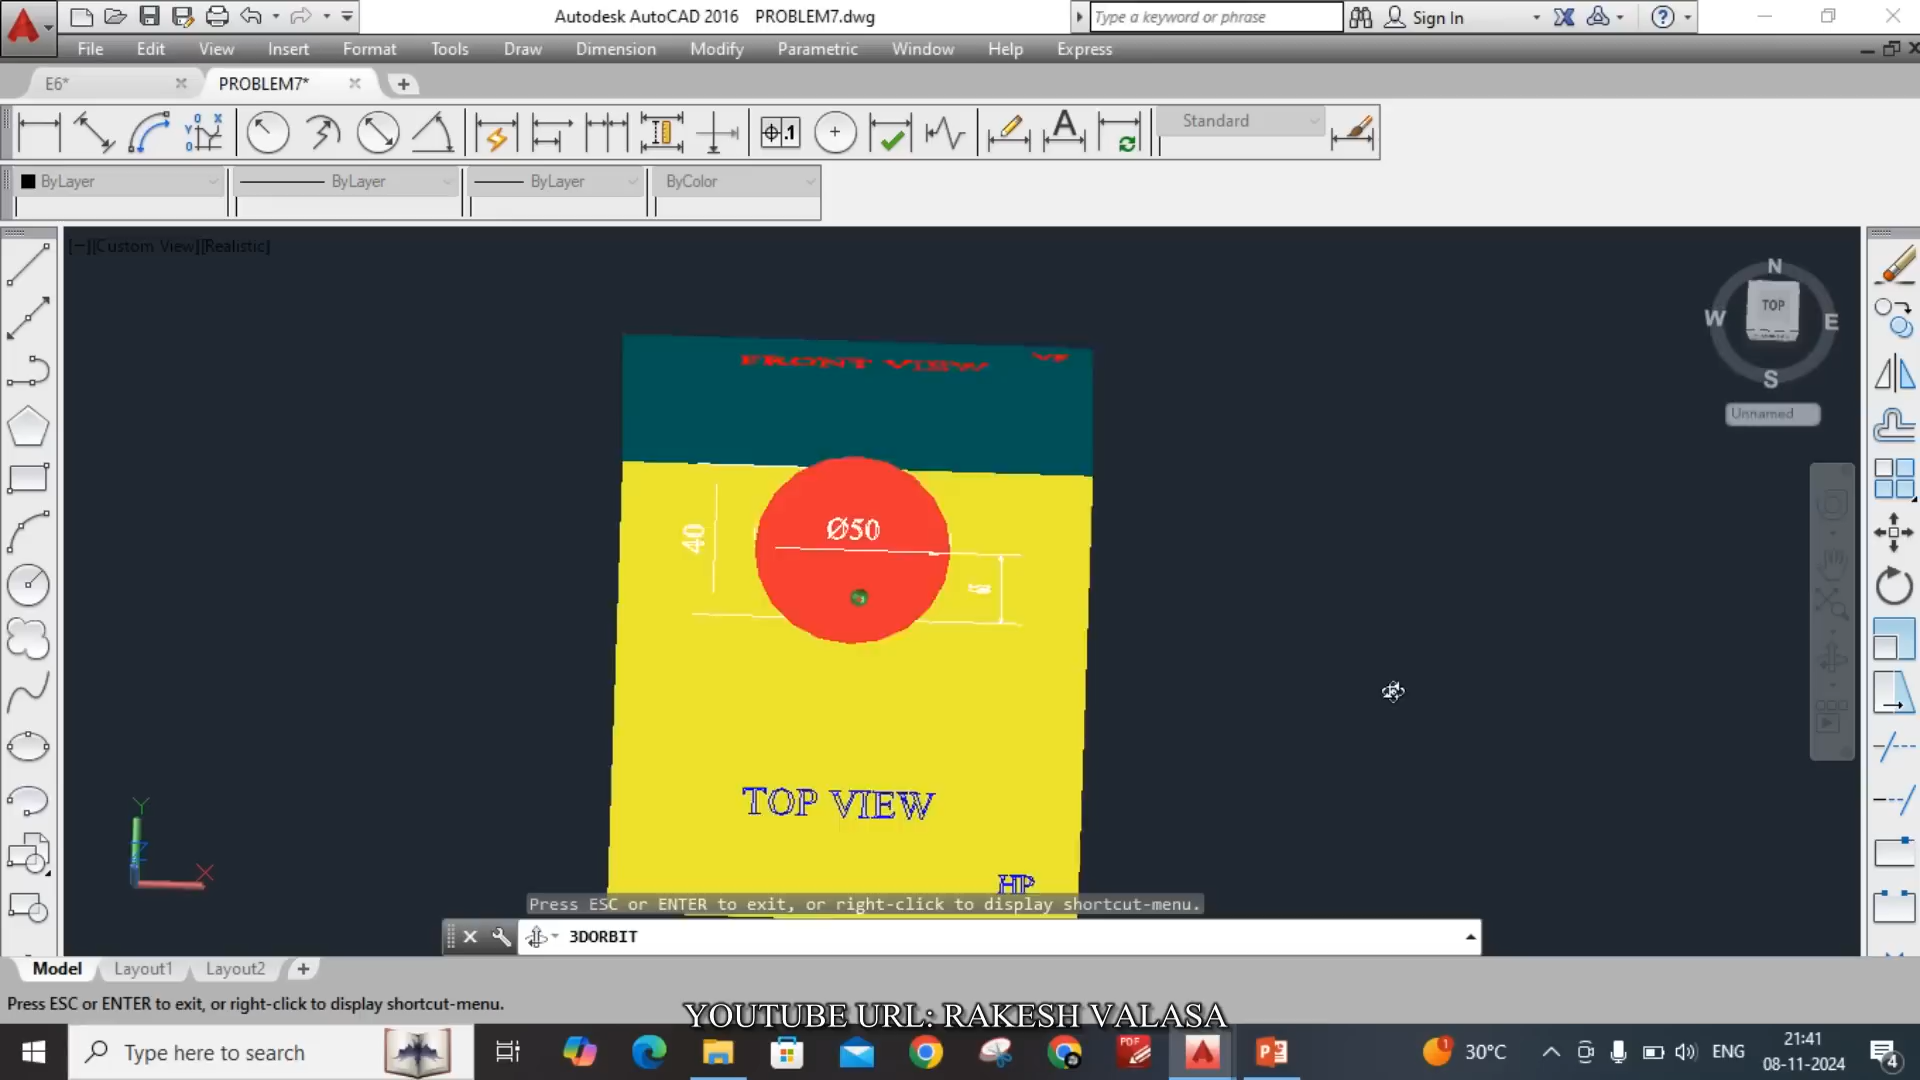 Autodesk AutoCAD 2016 PROBLEM7.dwg
Type a keyword or phrase
Sign In
File Edit View Insert Format Tools Draw Dimension Modify Parametric Window Help Express
E6*
PROBLEM7*
Standard
ByLayer
ByLayer
ByLayer
ByColor
[−][Custom View][Realistic]
N
TOP
W
E
S
Unnamed
FRONT VIEW
VP
Ø50
40
TOP VIEW
HP
Y
Z
X
Press ESC or ENTER to exit, or right-click to display shortcut-menu.
3DORBIT
Model Layout1 Layout2
Press ESC or ENTER to exit, or right-click to display shortcut-menu.
YOUTUBE URL: RAKESH VALASA
Type here to search
PDF
30°C
ENG
21:41
08-11-2024
4